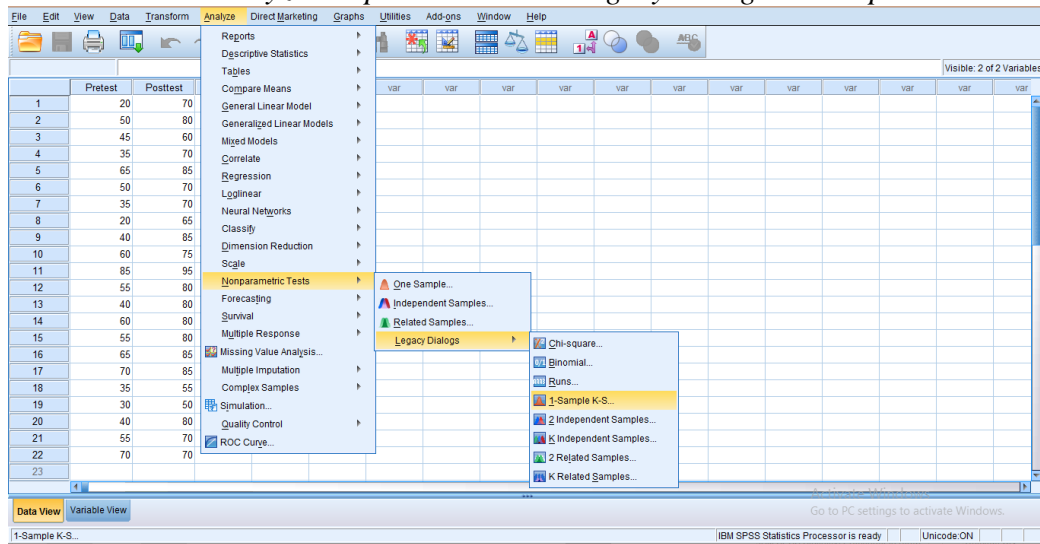 File Edit View Data Transform Analyze Direct Marketing Graphs Utilities Add-ons Window Help
Visible: 2 of 2 Variables
Pretest Posttest var var var var var var var var var var var var
1 20 70
2 50 80
3 45 60
4 35 70
5 65 85
6 50 70
7 35 70
8 20 65
9 40 85
10 60 75
11 85 95
12 55 80
13 40 80
14 60 80
15 55 80
16 65 85
17 70 85
18 35 55
19 30 50
20 40 80
21 55 70
22 70 70
23
Reports
Descriptive Statistics
Tables
Compare Means
General Linear Model
Generalized Linear Models
Mixed Models
Correlate
Regression
Loglinear
Neural Networks
Classify
Dimension Reduction
Scale
Nonparametric Tests
Forecasting
Survival
Multiple Response
Missing Value Analysis...
Multiple Imputation
Complex Samples
Simulation...
Quality Control
ROC Curve...
One Sample...
Independent Samples...
Related Samples...
Legacy Dialogs
Chi-square...
Binomial...
Runs...
1-Sample K-S...
2 Independent Samples...
K Independent Samples...
2 Related Samples...
K Related Samples...
Data View Variable View
Go to PC settings to activate Windows.
1-Sample K-S...
IBM SPSS Statistics Processor is ready Unicode:ON